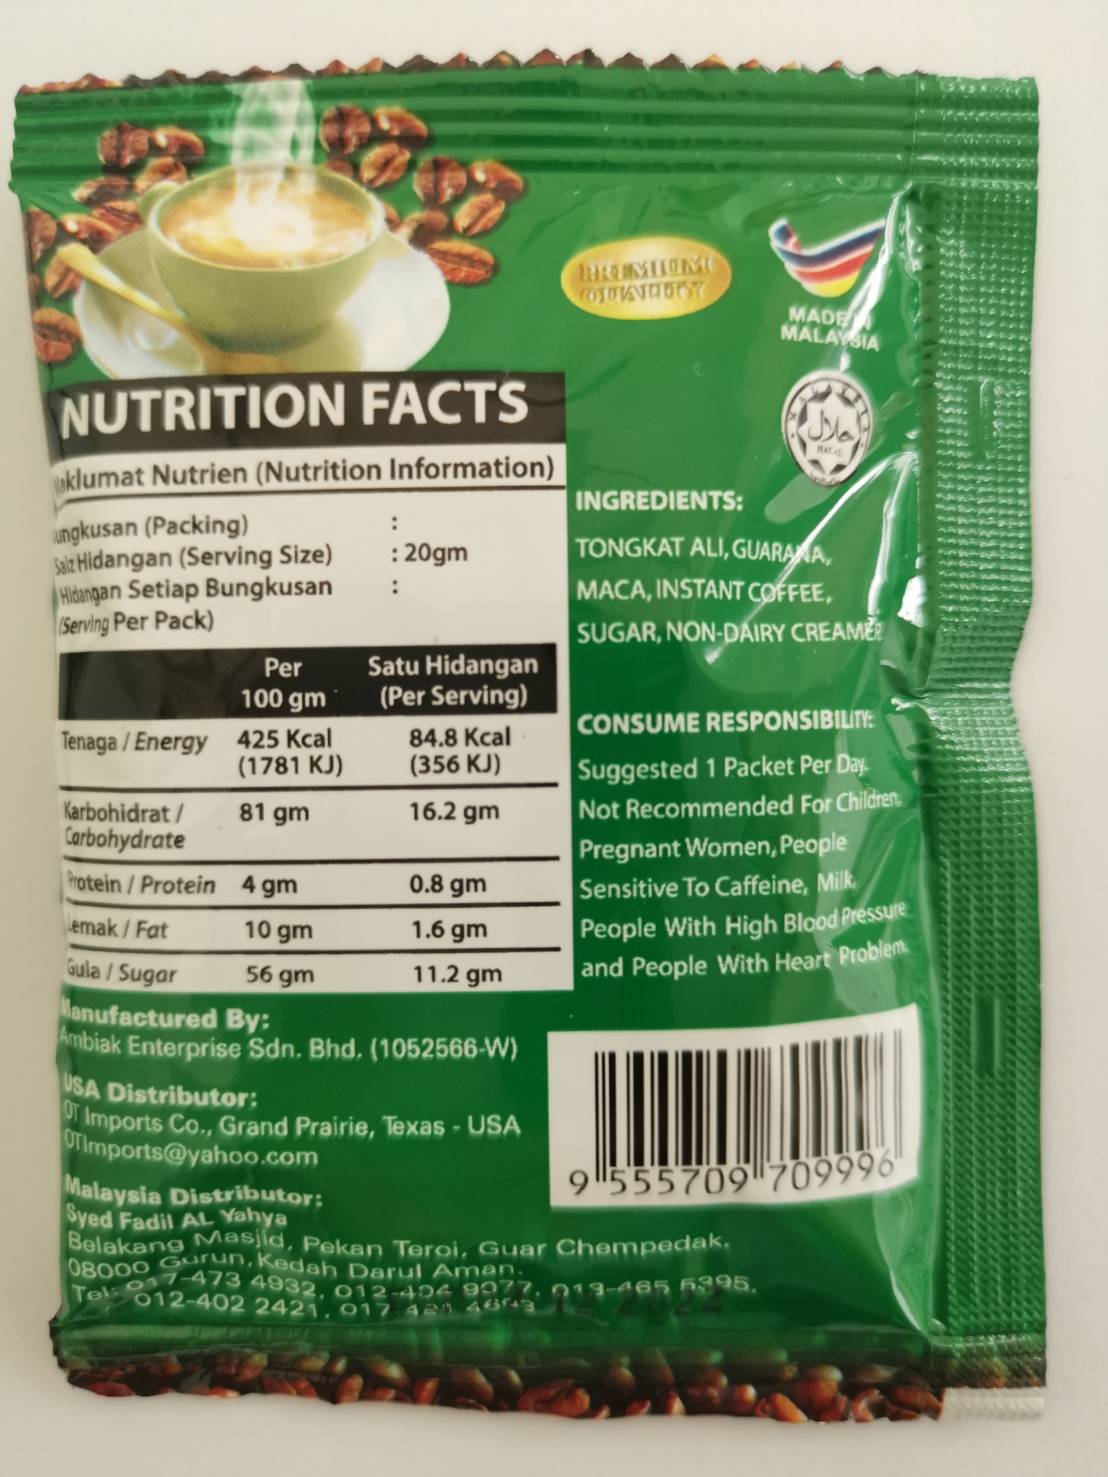 PREMIUM
QUALITY
MADE IN
MALAYSIA
MALAYSIA
حلال
HALAL
NUTRITION FACTS
Maklumat Nutrien (Nutrition Information)
Bungkusan (Packing) :
Saiz Hidangan (Serving Size) : 20gm
Hidangan Setiap Bungkusan :
(Serving Per Pack)
Per Satu Hidangan
100 gm (Per Serving)
Tenaga / Energy 425 Kcal 84.8 Kcal
(1781 KJ) (356 KJ)
Karbohidrat / 81 gm 16.2 gm
Carbohydrate
Protein / Protein 4 gm 0.8 gm
Lemak / Fat 10 gm 1.6 gm
Gula / Sugar 56 gm 11.2 gm
INGREDIENTS:
TONGKAT ALI, GUARANA,
MACA, INSTANT COFFEE,
SUGAR, NON-DAIRY CREAMER
CONSUME RESPONSIBILITY:
Suggested 1 Packet Per Day.
Not Recommended For Children,
Pregnant Women, People
Sensitive To Caffeine, Milk,
People With High Blood Pressure
and People With Heart Problem.
Manufactured By:
Ambiak Enterprise Sdn. Bhd. (1052566-W)
USA Distributor:
OT Imports Co., Grand Prairie, Texas - USA
OTImports@yahoo.com
Malaysia Distributor:
Syed Fadil AL Yahya
Belakang Masjid, Pekan Teroi, Guar Chempedak,
08000 Gurun, Kedah Darul Aman.
Tel: 017-473 4932, 012-404 9077, 013-465 5395,
012-402 2421, 017
2022
9 555709 709996